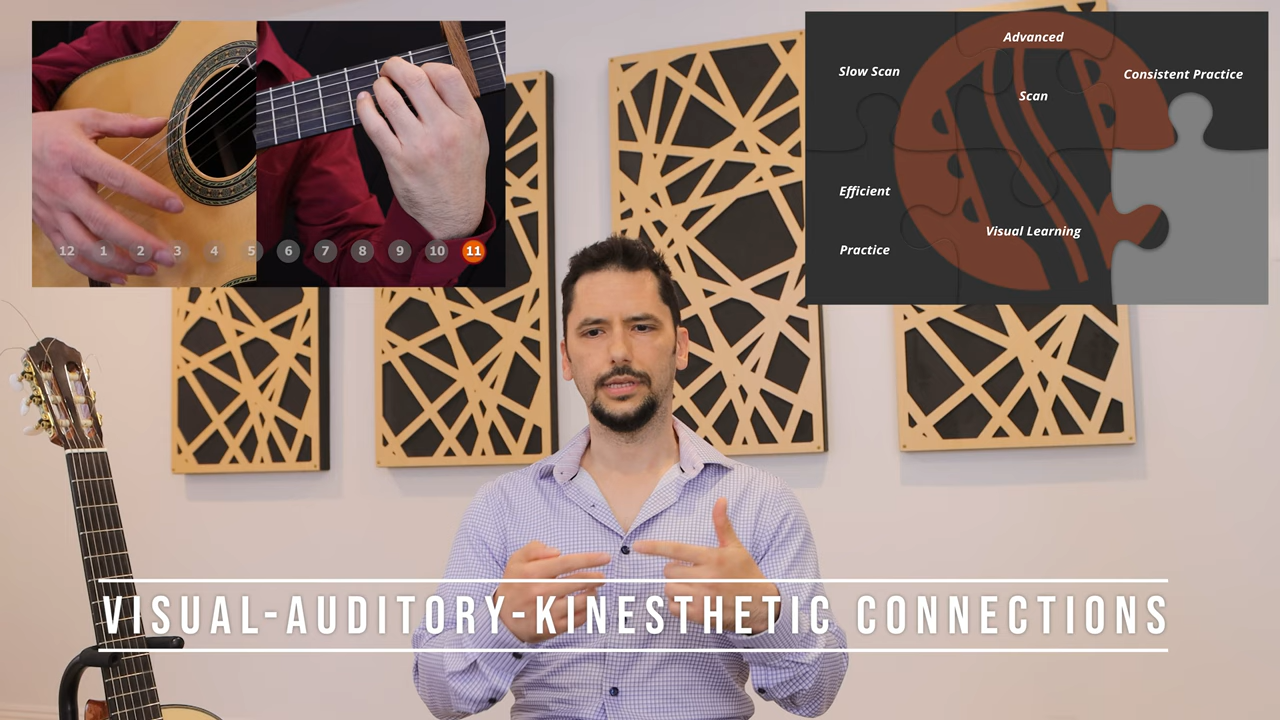 12 1 2 3 4 5 6 7 8 9 10 11
Advanced
Slow Scan
Consistent Practice
Scan
Efficient
Visual Learning
Practice
VISUAL-AUDITORY-KINESTHETIC CONNECTIONS